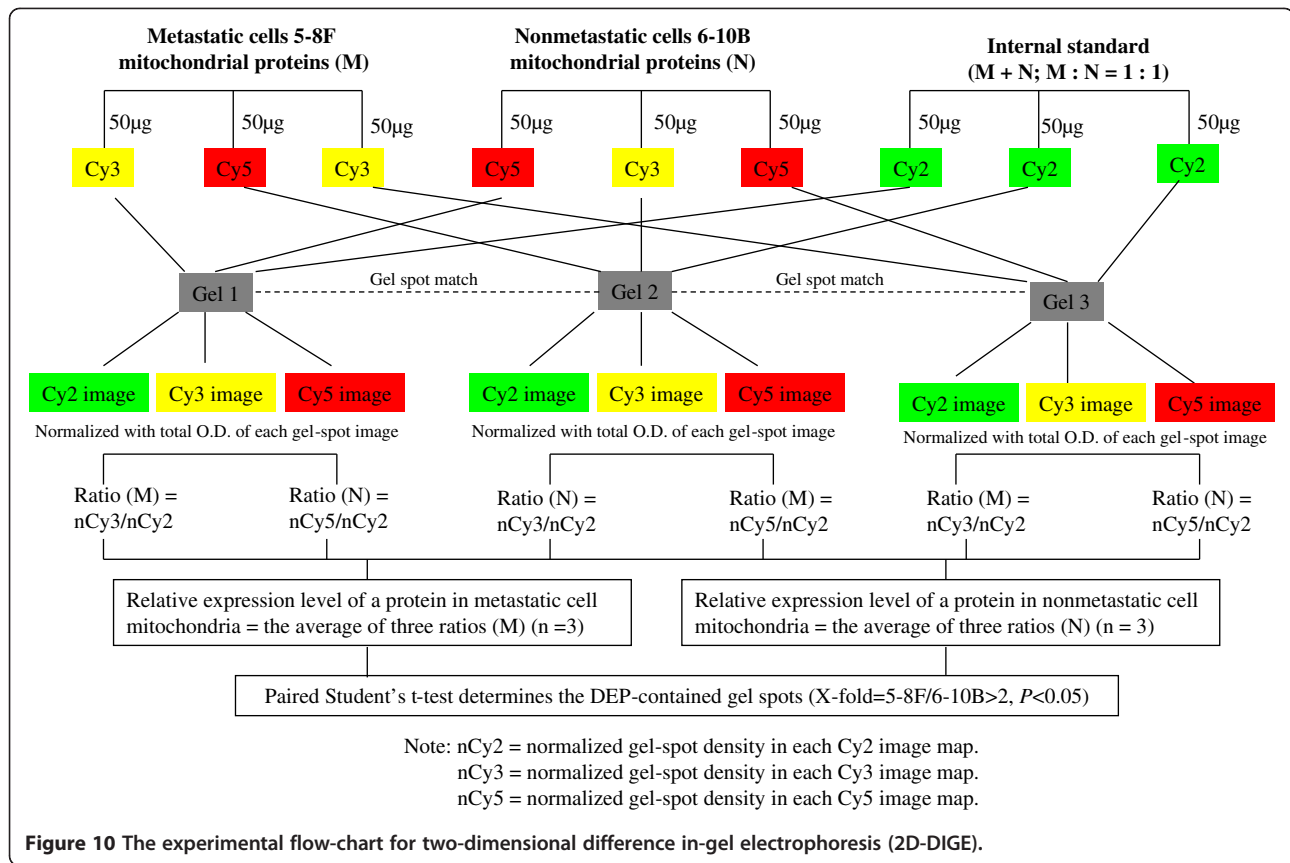 Metastatic cells 5-8F
mitochondrial proteins (M)
Nonmetastatic cells 6-10B
mitochondrial proteins (N)
Internal standard
(M + N; M : N = 1 : 1)
50μg
50μg
50μg
50μg
50μg
50μg
50μg
50μg
50μg
Cy3
Cy5
Cy3
Cy5
Cy3
Cy5
Cy2
Cy2
Cy2
Gel 1
Gel spot match
Gel 2
Gel spot match
Gel 3
Cy2 image
Cy3 image
Cy5 image
Cy2 image
Cy3 image
Cy5 image
Cy2 image
Cy3 image
Cy5 image
Normalized with total O.D. of each gel-spot image
Normalized with total O.D. of each gel-spot image
Normalized with total O.D. of each gel-spot image
Ratio (M) =
nCy3/nCy2
Ratio (N) =
nCy5/nCy2
Ratio (N) =
nCy3/nCy2
Ratio (M) =
nCy5/nCy2
Ratio (M) =
nCy3/nCy2
Ratio (N) =
nCy5/nCy2
Relative expression level of a protein in metastatic cell
mitochondria = the average of three ratios (M) (n =3)
Relative expression level of a protein in nonmetastatic cell
mitochondria = the average of three ratios (N) (n = 3)
Paired Student's t-test determines the DEP-contained gel spots (X-fold=5-8F/6-10B>2, P<0.05)
Note: nCy2 = normalized gel-spot density in each Cy2 image map.
nCy3 = normalized gel-spot density in each Cy3 image map.
nCy5 = normalized gel-spot density in each Cy5 image map.
Figure 10 The experimental flow-chart for two-dimensional difference in-gel electrophoresis (2D-DIGE).